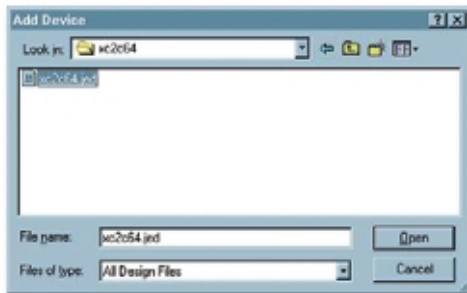 Add Device
Look in: xc2c64
xc2c64.jed
File name: xc2c64.jed
Open
Files of type: All Design Files
Cancel